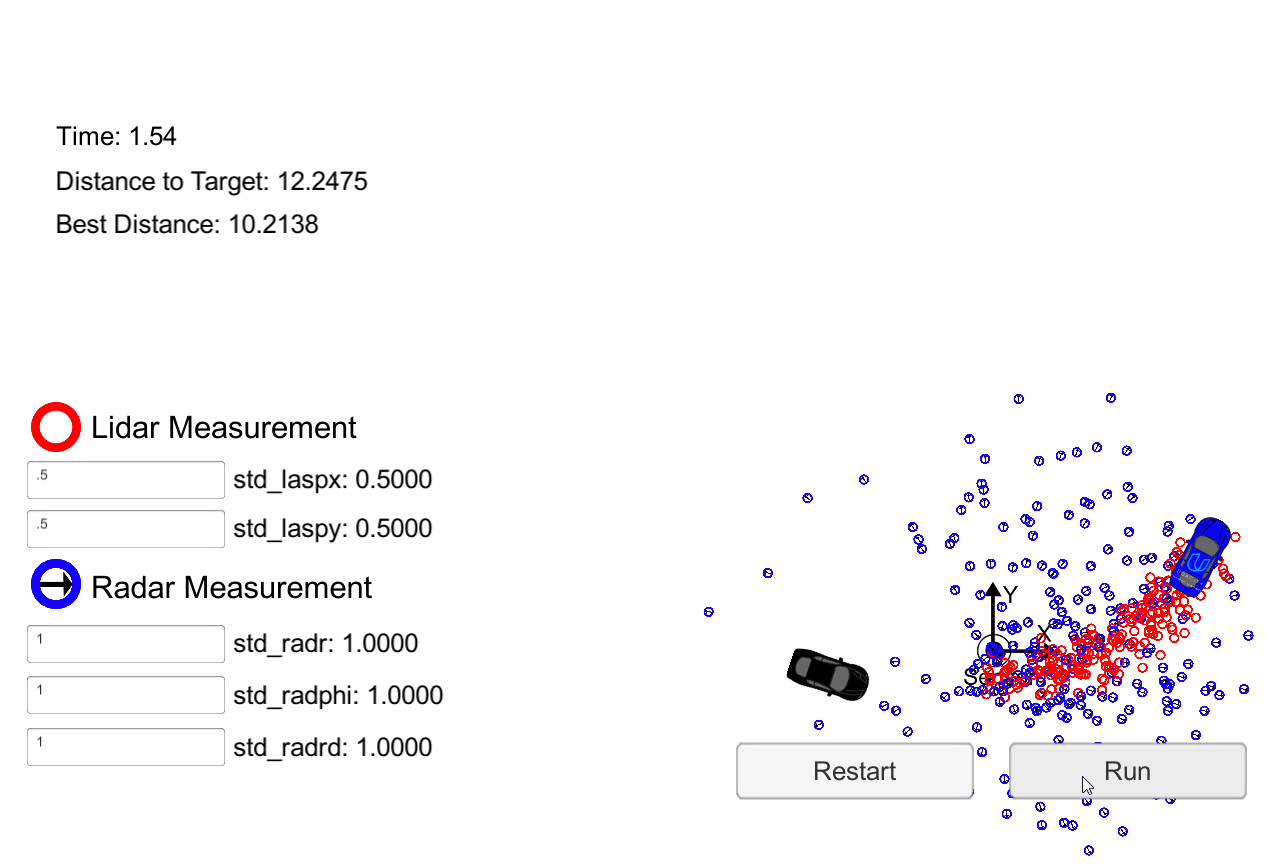 Time: 1.54
Distance to Target: 12.2475
Best Distance: 10.2138
Lidar Measurement
.5
std_laspx: 0.5000
.5
std_laspy: 0.5000
Radar Measurement
1
std_radr: 1.0000
1
std_radphi: 1.0000
1
std_radrd: 1.0000
Y
X
Restart
Run